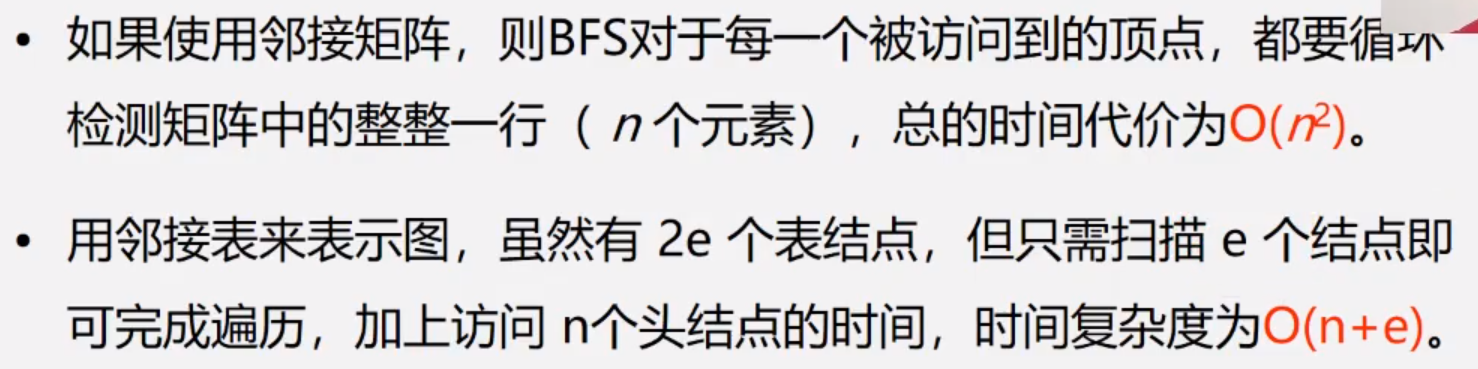 • 如果使用邻接矩阵，则BFS对于每一个被访问到的顶点，都要循环
检测矩阵中的整整一行（ n 个元素），总的时间代价为O(n²)。
• 用邻接表来表示图，虽然有 2e 个表结点，但只需扫描 e 个结点即
可完成遍历，加上访问 n个头结点的时间，时间复杂度为O(n+e)。